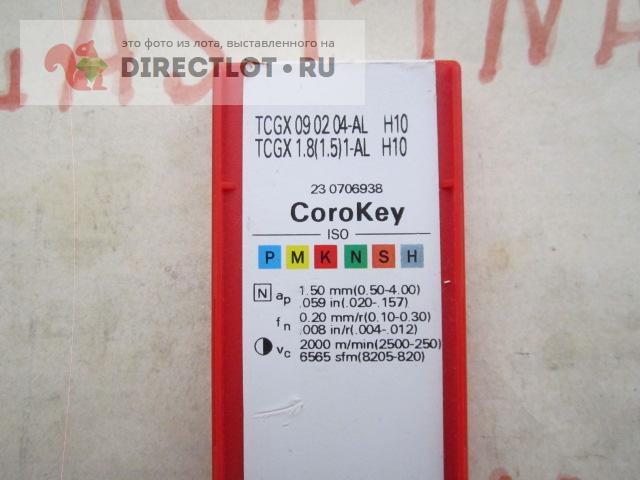 LASTINA
это фото из лота, выставленного на
DIRECTLOT.RU
TCGX 09 02 04-AL H10
TCGX 1.8(1.5)1-AL H10
23 0706938
CoroKey
ISO
P M K N S H
N ap 1.50 mm(0.50-4.00)
.059 in(.020-.157)
fn 0.20 mm/r(0.10-0.30)
.008 in/r(.004-.012)
vc 2000 m/min(2500-250)
6565 sfm(8205-820)